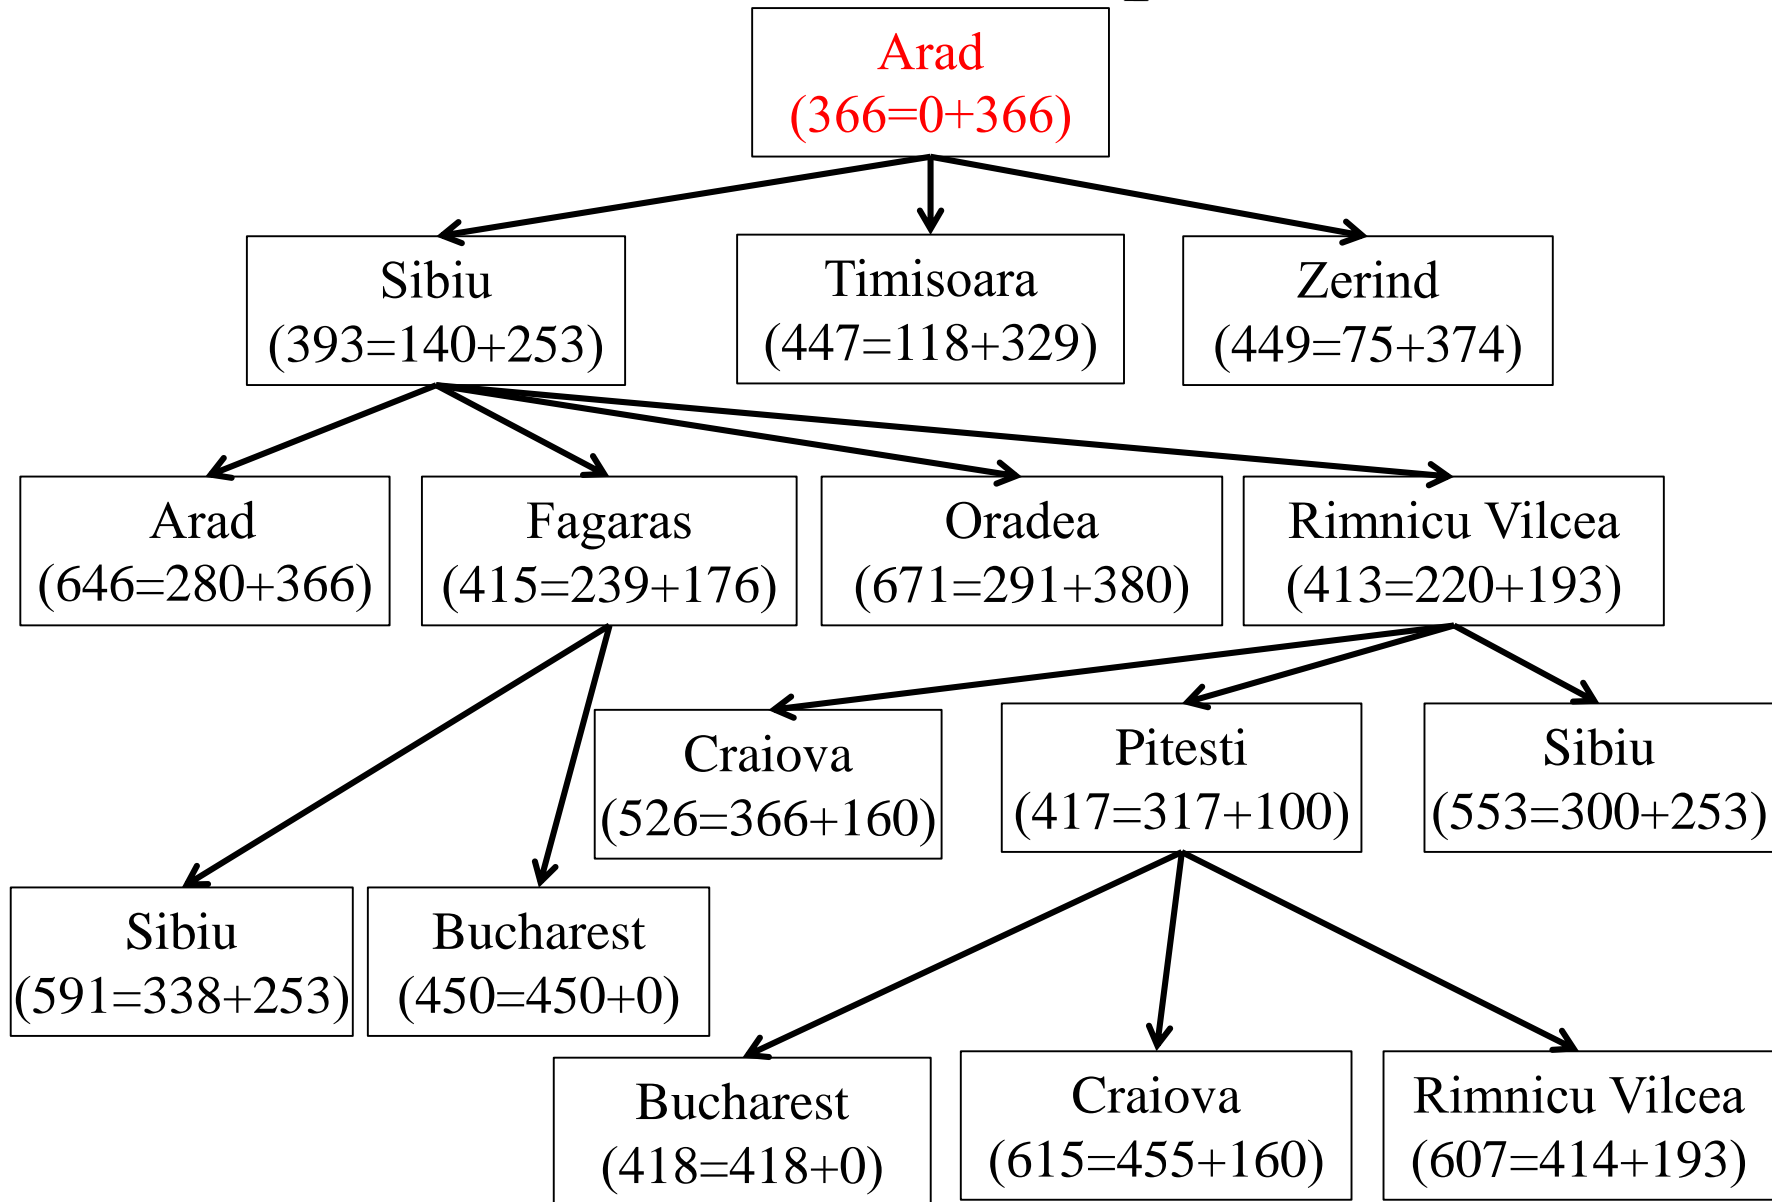 Arad
(366=0+366)
Sibiu
(393=140+253)
Timisoara
(447=118+329)
Zerind
(449=75+374)
Arad
(646=280+366)
Fagaras
(415=239+176)
Oradea
(671=291+380)
Rimnicu Vilcea
(413=220+193)
Craiova
(526=366+160)
Pitesti
(417=317+100)
Sibiu
(553=300+253)
Sibiu
(591=338+253)
Bucharest
(450=450+0)
Bucharest
(418=418+0)
Craiova
(615=455+160)
Rimnicu Vilcea
(607=414+193)